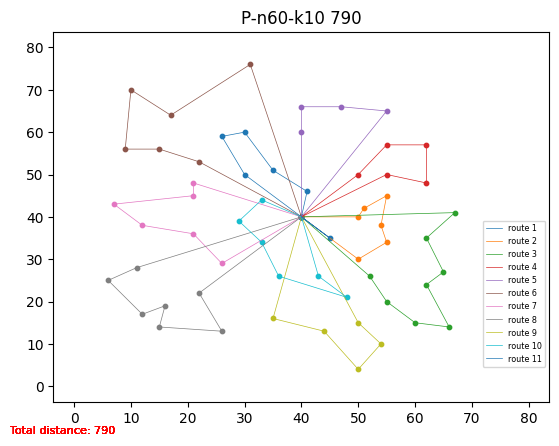 P-n60-k10 790
80
70
60
50
40
30
20
10
0
0 10 20 30 40 50 60 70 80
route 1
route 2
route 3
route 4
route 5
route 6
route 7
route 8
route 9
route 10
route 11
Total distance: 790